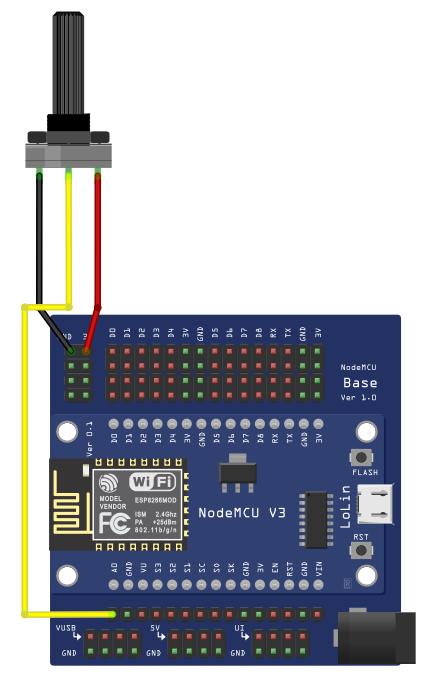 D0 D1 D2 D3 D4 3V GND D5 D6 D7 D8 RX TX GND 3V
NodeMCU
Base
Ver 1.0
Ver 0.1
D0 D1 D2 D3 D4 3V GND D5 D6 D7 D8 RX TX GND 3V
WiFi
MODEL ESP8266MOD
VENDOR
FC
ISM 2.4GHz
PA +25dBm
802.11b/g/n
NodeMCU V3
FLASH
LoLin
RST
A0 GND VU S3 S2 S1 SC S0 SK GND 3V EN RST GND VIN
VUSB 5V UI
GND GND GND